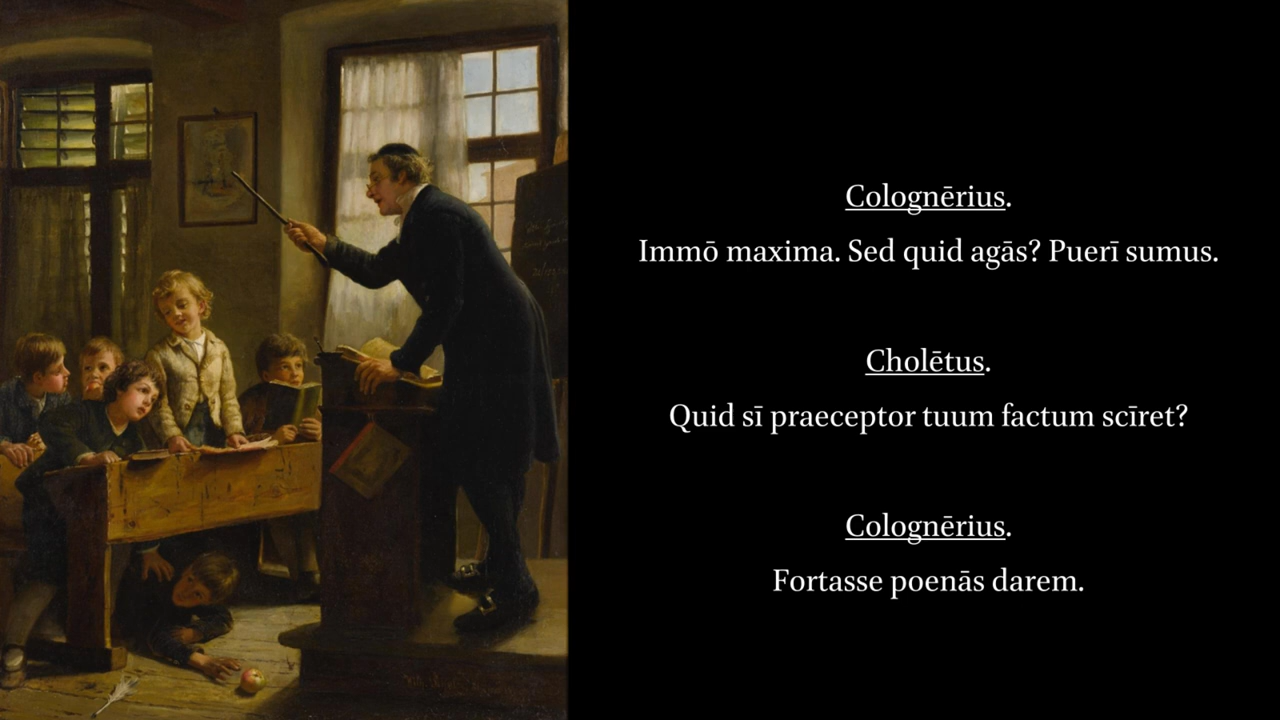 Colognērius.
Immō maxima. Sed quid agās? Puerī sumus.
Cholētus.
Quid sī praeceptor tuum factum scīret?
Colognērius.
Fortasse poenās darem.